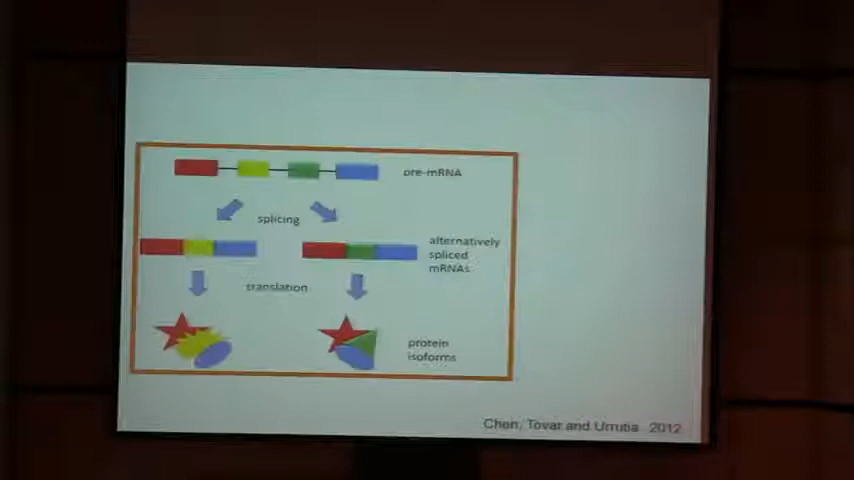 pre-mRNA
splicing
alternatively
spliced
mRNAs
translation
protein
isoforms
Chen, Tovar and Urrutia 2012